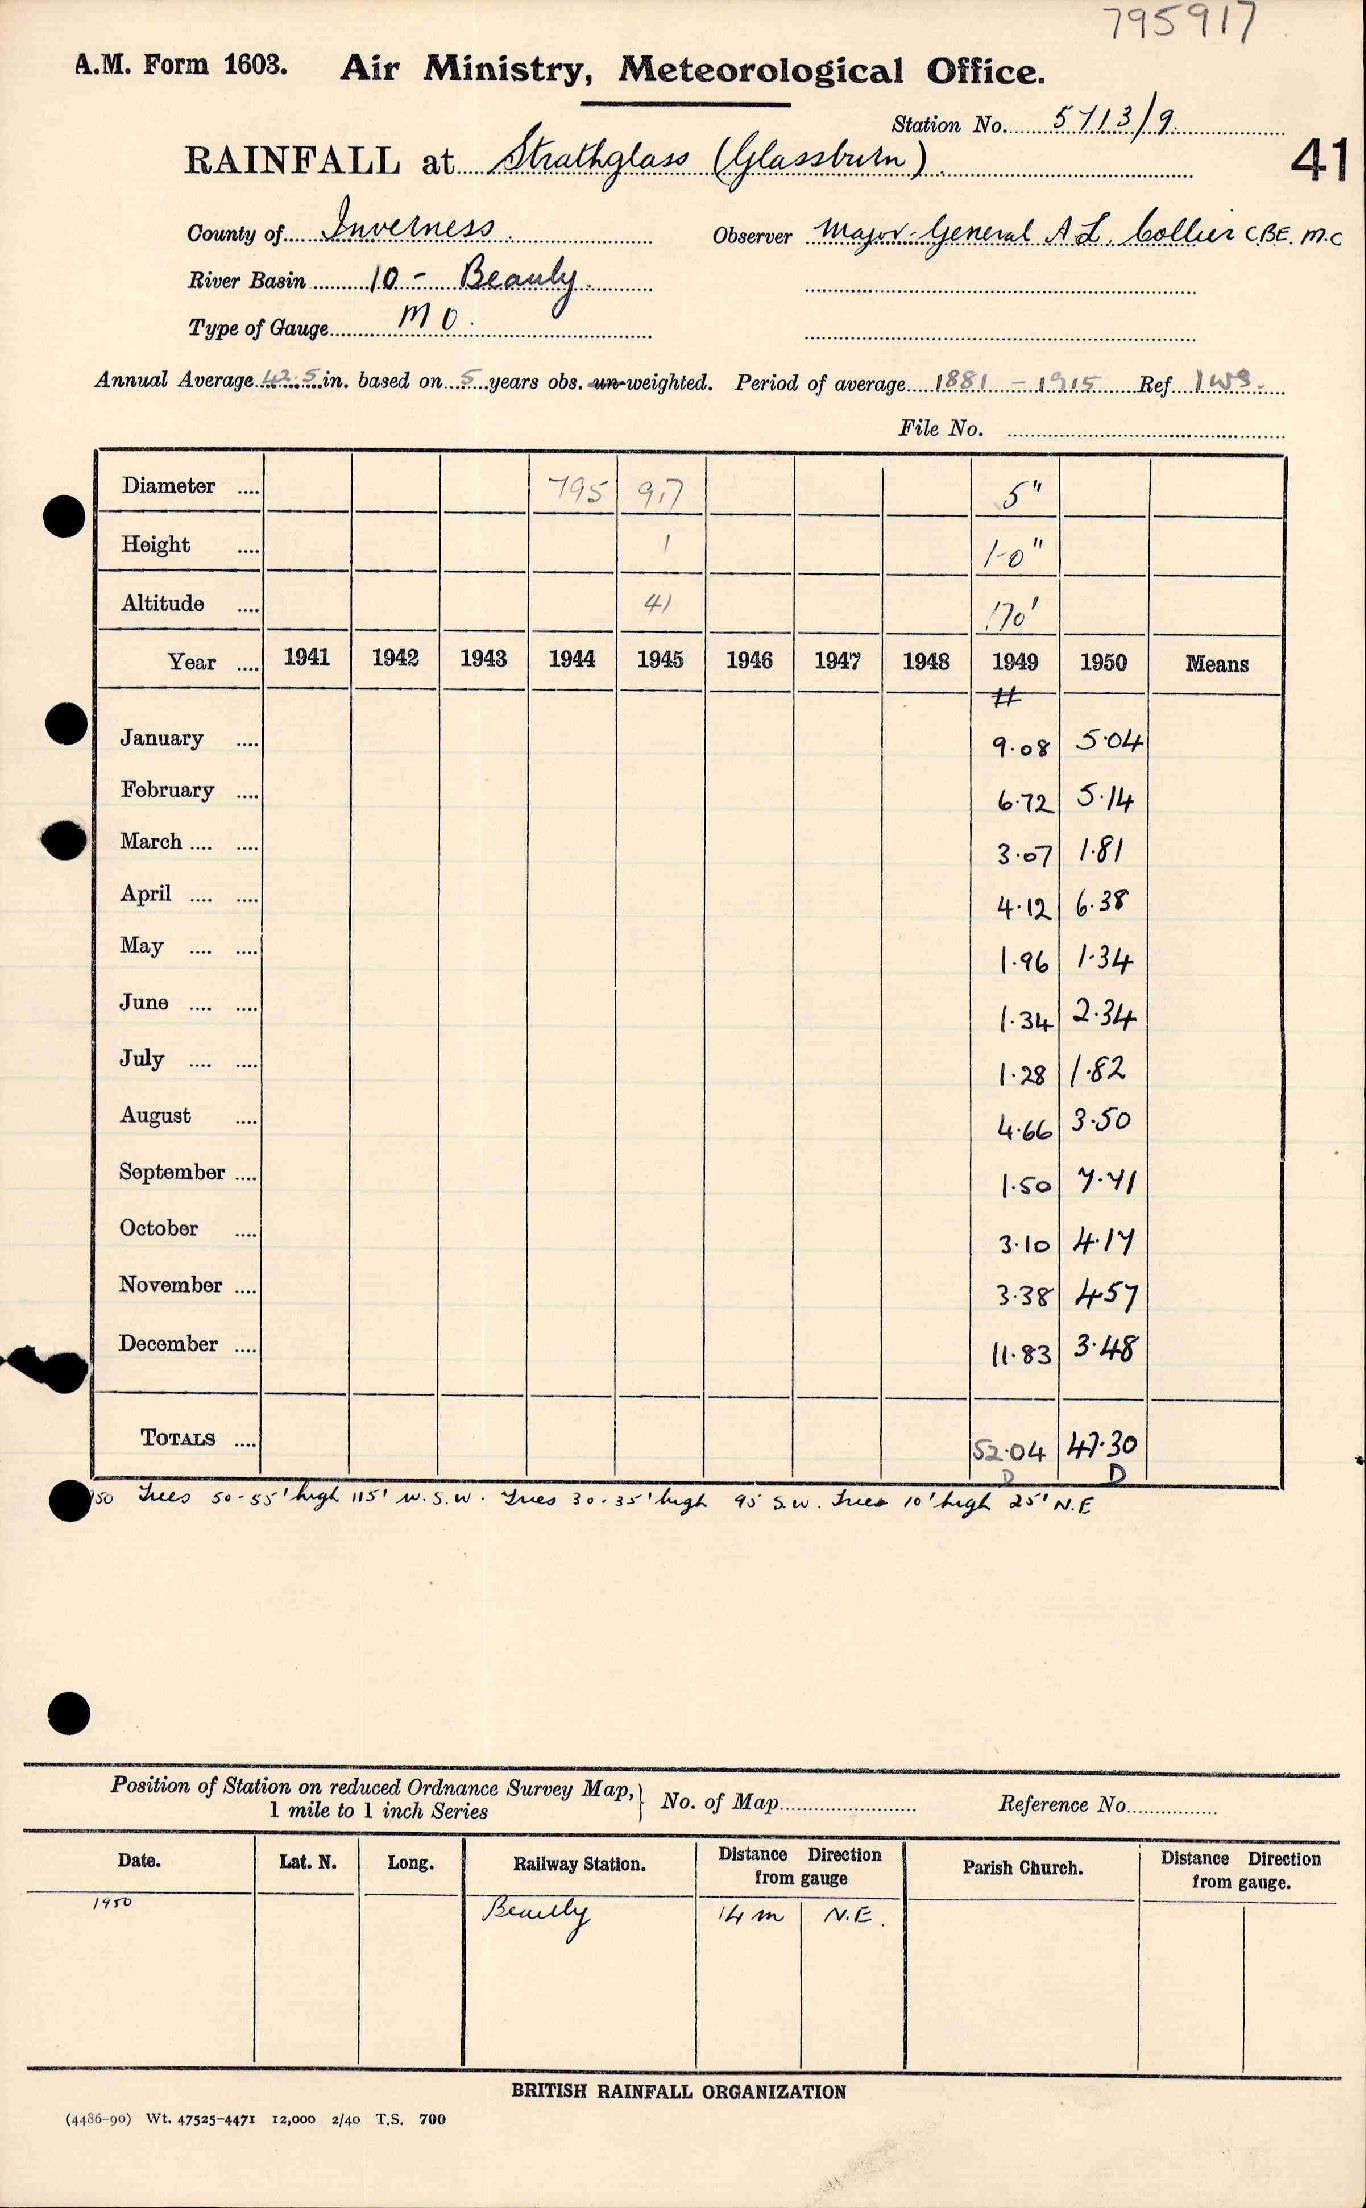 795917
A.M. Form 1603. Air Ministry, Meteorological Office.
Station No. 5713/9
RAINFALL at Strathglass (Glassburn)
41
County of Inverness. Observer Major-General A.L. Collier C.B.E. M.C
River Basin 10 - Beauly.
Type of Gauge M O.
Annual Average 42.5 in. based on 5 years obs. un-weighted. Period of average 1881 - 1915 Ref. IWS.
File No.
Diameter .... 795 917 5"
Height .... 1 1-0"
Altitude .... 41 170'
Year .... 1941 1942 1943 1944 1945 1946 1947 1948 1949 1950 Means
January .... 9.08 5.04
February .... 6.72 5.14
March .... .... 3.07 1.81
April .... .... 4.12 6.38
May .... .... 1.96 1.34
June .... .... 1.34 2.34
July .... .... 1.28 1.82
August .... 4.66 3.50
September .... 1.50 7.71
October .... 3.10 4.17
November .... 3.38 4.57
December .... 11.83 3.48
TOTALS .... 52.04 47.30
D D
50 Trees 50-55' high 115' W.S.W. Trees 30-35' high 95' S.W. Trees 10' high 25' N.E
Position of Station on reduced Ordnance Survey Map, 1 mile to 1 inch Series } No. of Map Reference No.
Date. Lat. N. Long. Railway Station. Distance Direction from gauge Parish Church. Distance Direction from gauge.
1950 Beauly 14 m N.E.
BRITISH RAINFALL ORGANIZATION
(4486-90) Wt. 47525-4471 12,000 2/40 T.S. 700